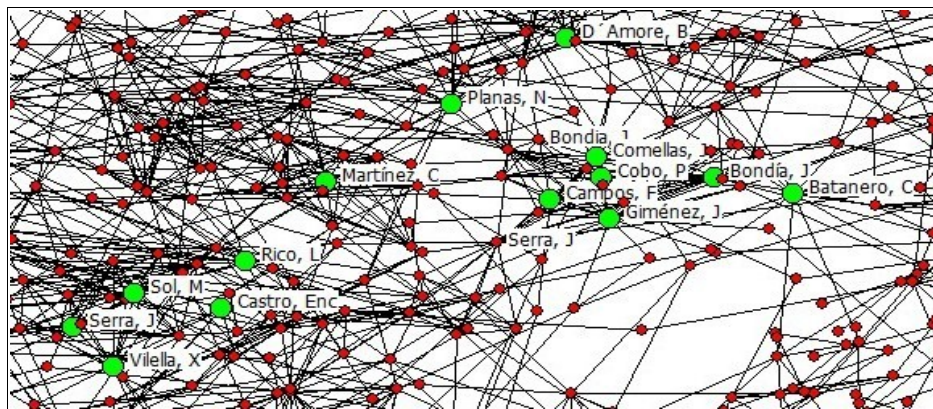 D´Amore, B
Planas, N
Bondia, J
Comellas, J
Martínez, C
Cobo, P
Bondía, J
Campos, F
Batanero, C
Giménez, J
Serra, J
Rico, L
Sol, M
Castro, Enc
Serra, J
Vilella, X